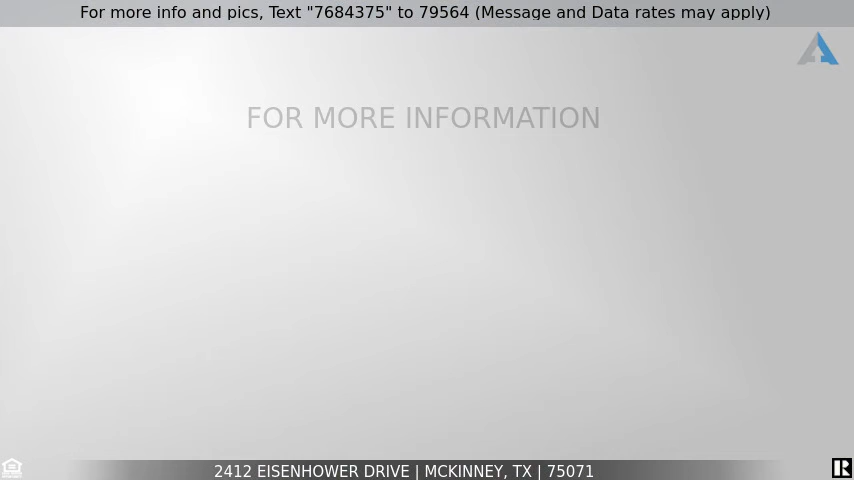 For more info and pics, Text "7684375" to 79564 (Message and Data rates may apply)
FOR MORE INFORMATION
2412 EISENHOWER DRIVE | MCKINNEY, TX | 75071